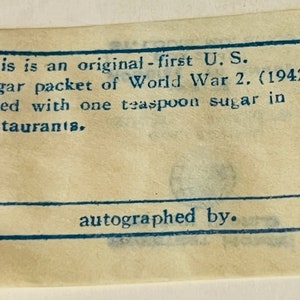 is is an original-first U. S.
gar packet of World War 2. (1942
ed with one teaspoon sugar in
taurants.
autographed by.